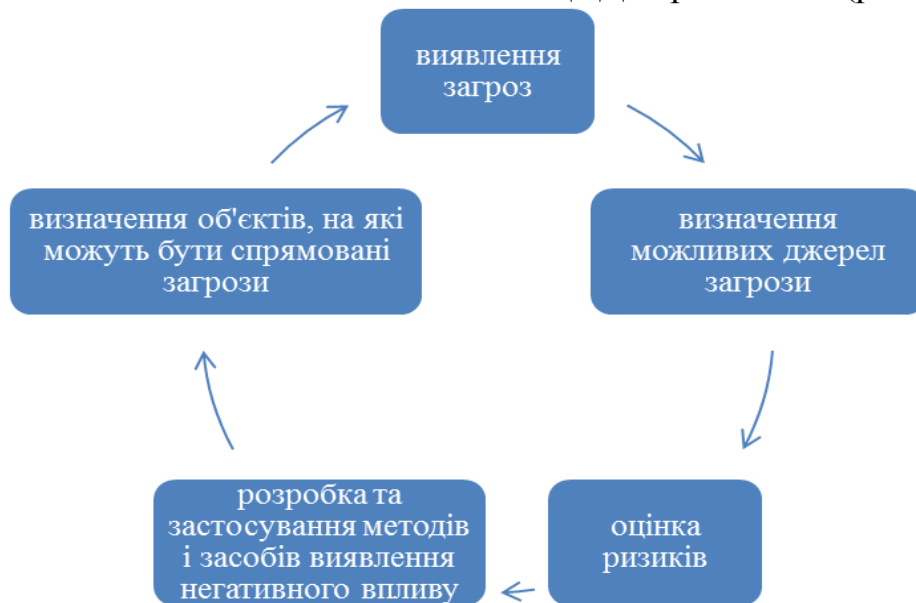 виявлення
загроз
визначення
можливих джерел
загрози
оцінка
ризиків
розробка та
застосування методів
і засобів виявлення
негативного впливу
визначення об'єктів, на які
можуть бути спрямовані
загрози